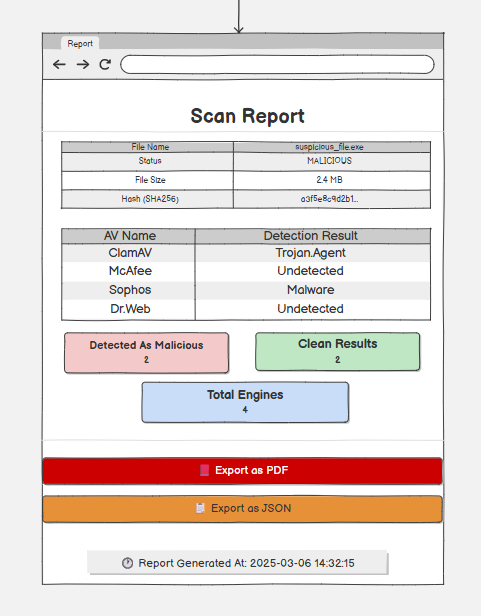 Report
Scan Report
File Name suspicious_file.exe
Status MALICIOUS
File Size 2.4 MB
Hash (SHA256) a3f5e8c9d2b1...
AV Name Detection Result
ClamAV Trojan.Agent
McAfee Undetected
Sophos Malware
Dr.Web Undetected
Detected As Malicious Clean Results
2 2
Total Engines
4
Export as PDF
Export as JSON
Report Generated At: 2025-03-06 14:32:15